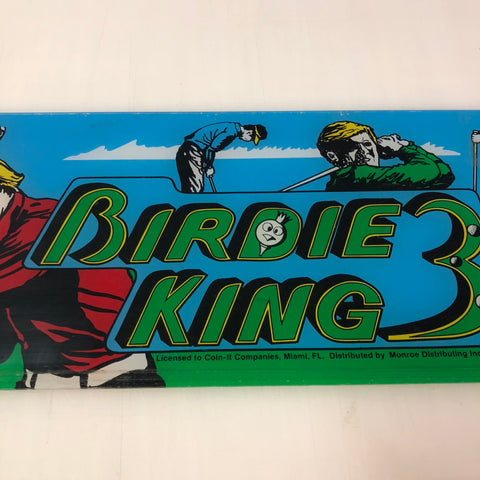 BIRDIE
KING 3
Licensed to Coin-It Companies, Miami, FL. Distributed by Monroe Distributing Inc